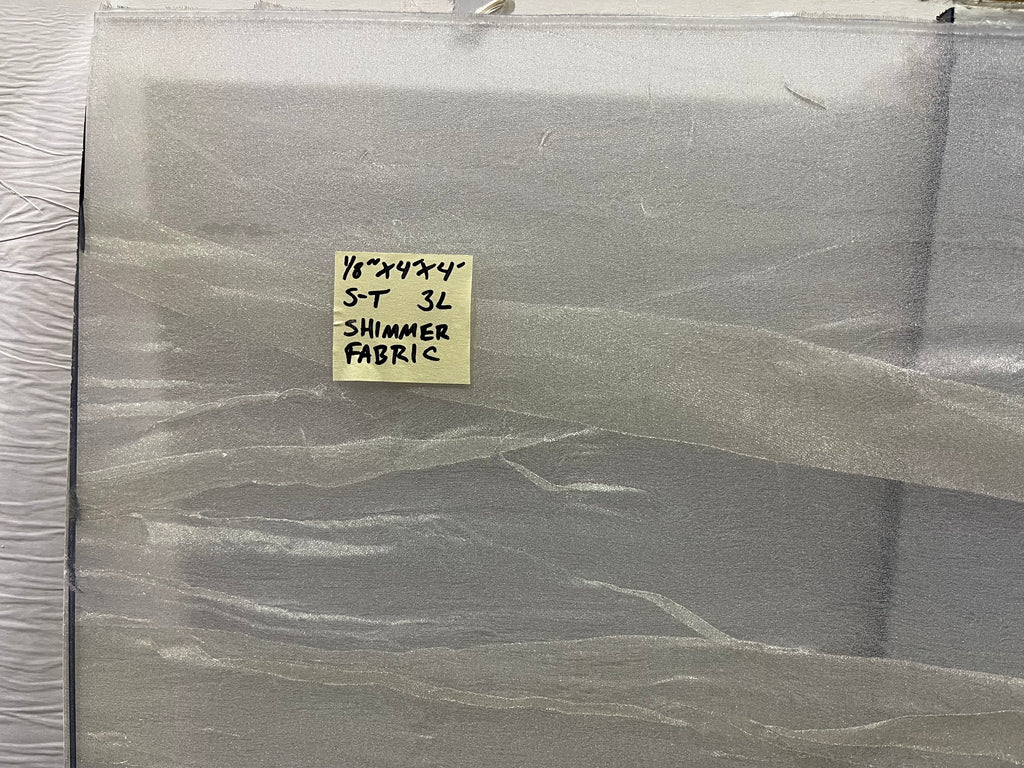 1/8"X4'X4'
S-T 3L
SHIMMER
FABRIC